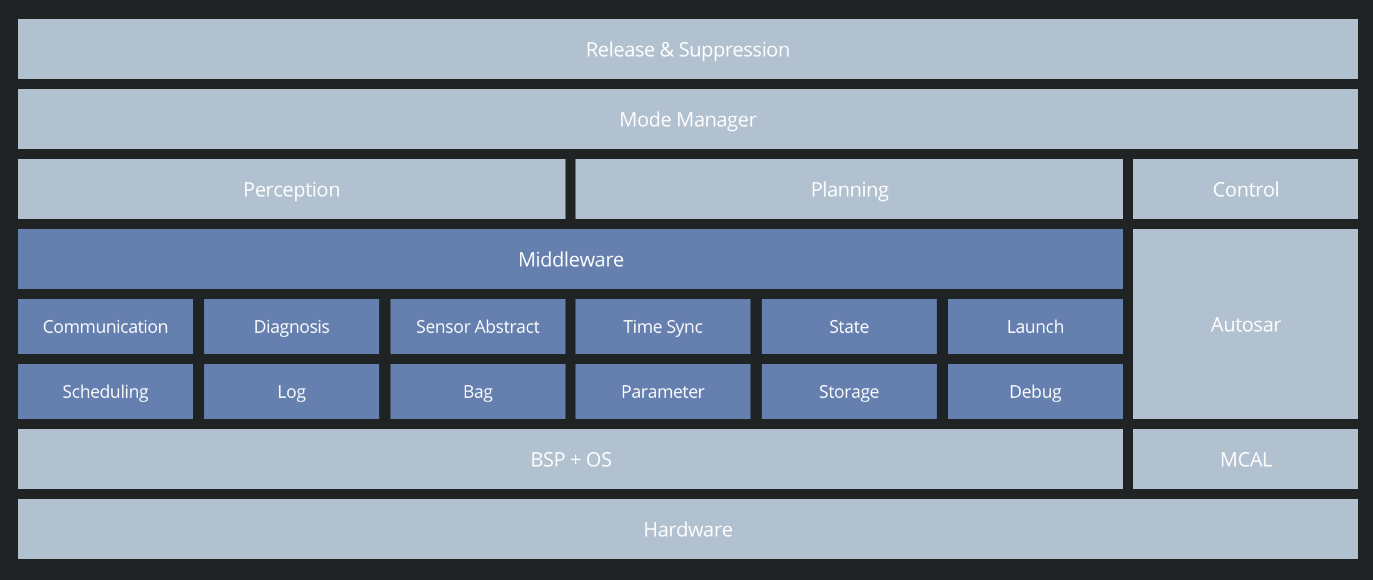 Release & Suppression
Mode Manager
Perception
Planning
Control
Middleware
Autosar
Communication
Diagnosis
Sensor Abstract
Time Sync
State
Launch
Scheduling
Log
Bag
Parameter
Storage
Debug
BSP + OS
MCAL
Hardware